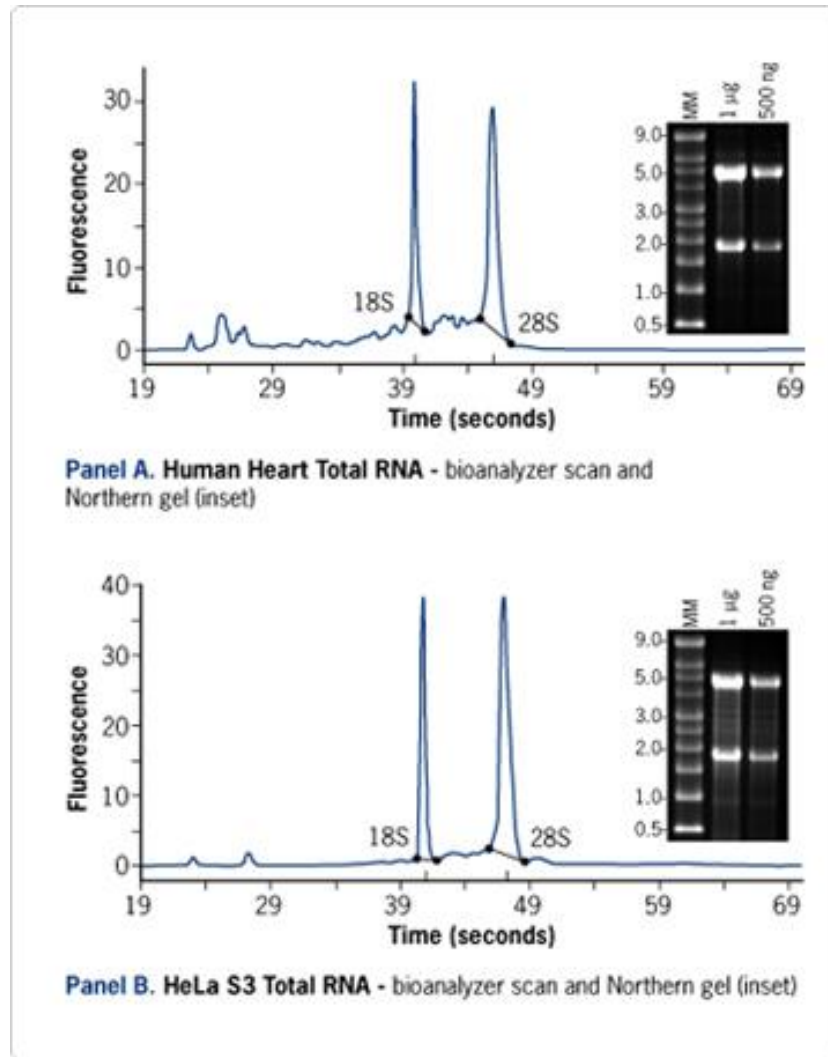 MM 1 µg 500 ng
Fluorescence
30
20
10
0
18S
28S
9.0
5.0
3.0
2.0
1.0
0.5
19 29 39 49 59 69
Time (seconds)
Panel A. Human Heart Total RNA - bioanalyzer scan and
Northern gel (inset)
MM 1 µg 500 ng
Fluorescence
40
30
20
10
0
18S
28S
9.0
5.0
3.0
2.0
1.0
0.5
19 29 39 49 59 69
Time (seconds)
Panel B. HeLa S3 Total RNA - bioanalyzer scan and Northern gel (inset)